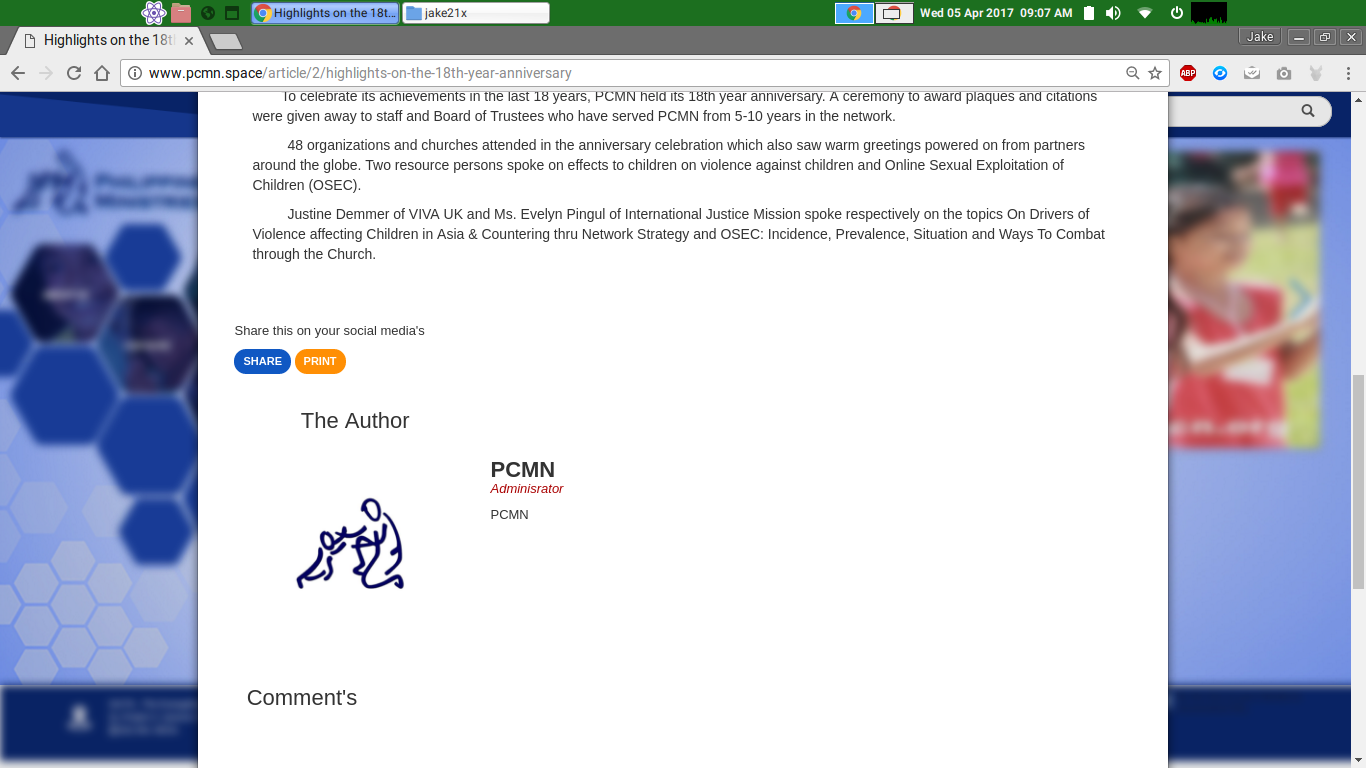 Highlights on the 18t...
jake21x
Wed 05 Apr 2017 09:07 AM
Highlights on the 18th
Jake
www.pcmn.space/article/2/highlights-on-the-18th-year-anniversary
ABP
To celebrate its achievements in the last 18 years, PCMN held its 18th year anniversary. A ceremony to award plaques and citations
were given away to staff and Board of Trustees who have served PCMN from 5-10 years in the network.
48 organizations and churches attended in the anniversary celebration which also saw warm greetings powered on from partners
around the globe. Two resource persons spoke on effects to children on violence against children and Online Sexual Exploitation of
Children (OSEC).
Justine Demmer of VIVA UK and Ms. Evelyn Pingul of International Justice Mission spoke respectively on the topics On Drivers of
Violence affecting Children in Asia & Countering thru Network Strategy and OSEC: Incidence, Prevalence, Situation and Ways To Combat
through the Church.
Share this on your social media's
SHARE PRINT
The Author
PCMN
Adminisrator
PCMN
Comment's